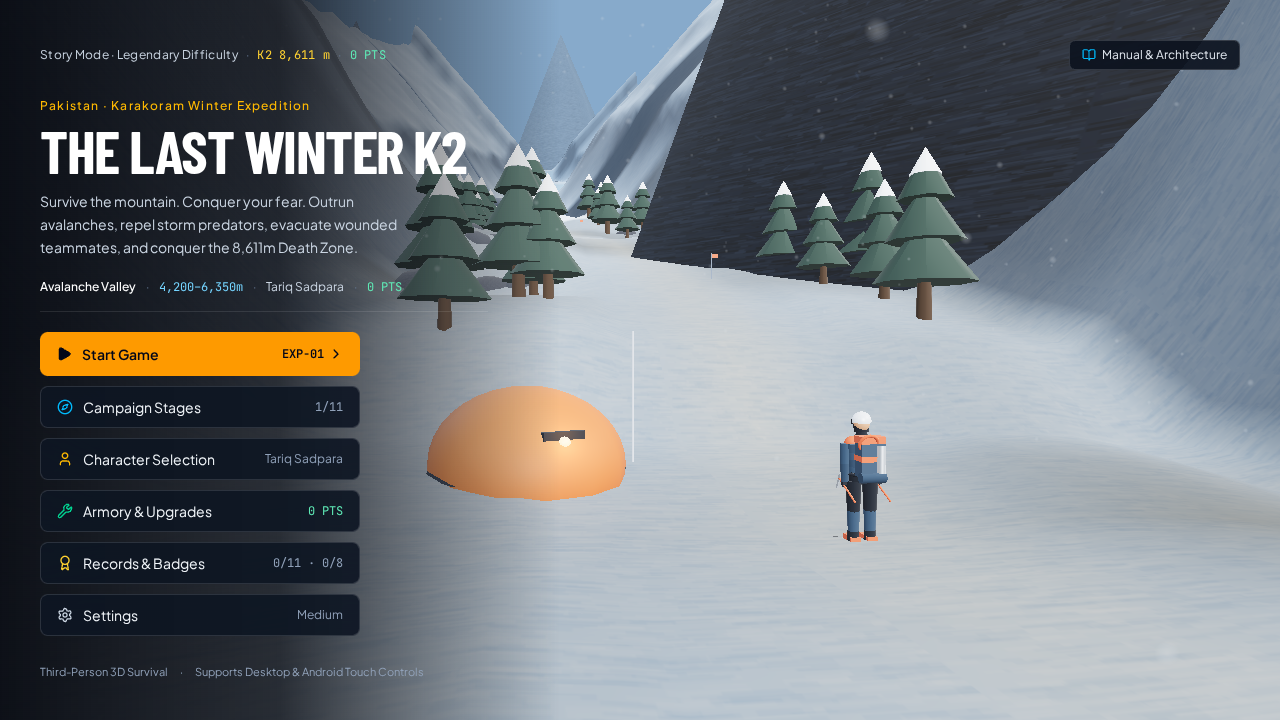 Story Mode · Legendary Difficulty · K2 8,611 m · 0 PTS
Manual & Architecture
Pakistan · Karakoram Winter Expedition
THE LAST WINTER K2
Survive the mountain. Conquer your fear. Outrun
avalanches, repel storm predators, evacuate wounded
teammates, and conquer the 8,611m Death Zone.
Avalanche Valley · 4,200–6,350m · Tariq Sadpara · 0 PTS
Start Game EXP-01
Campaign Stages 1/11
Character Selection Tariq Sadpara
Armory & Upgrades 0 PTS
Records & Badges 0/11 · 0/8
Settings Medium
Third-Person 3D Survival · Supports Desktop & Android Touch Controls